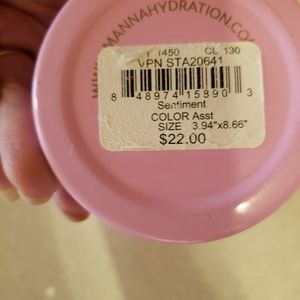 WWW.MANNAHYDRATION.CO
1450 CL 130
VPN STA20641
8 48974 15890 3
Sentiment
COLOR Asst
SIZE 3.94"x8.66"
$22.00